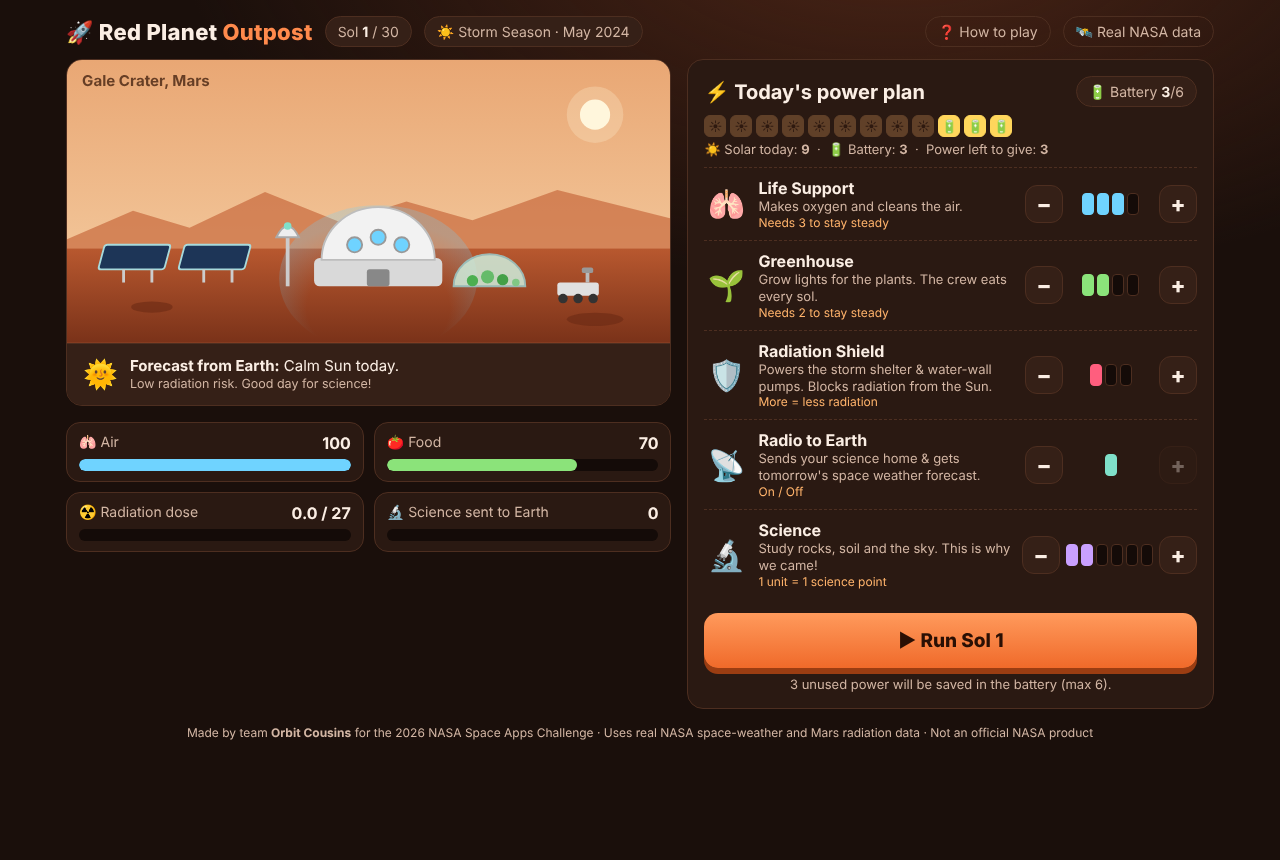 🚀 Red Planet Outpost
Sol 1 / 30
☀️ Storm Season · May 2024
❓ How to play
🛰️ Real NASA data
Gale Crater, Mars
Forecast from Earth: Calm Sun today.
Low radiation risk. Good day for science!
🫁 Air 100
🍅 Food 70
☢️ Radiation dose 0.0 / 27
🔬 Science sent to Earth 0
⚡ Today's power plan
🔋 Battery 3/6
☀️ Solar today: 9 · 🔋 Battery: 3 · Power left to give: 3
Life Support
Makes oxygen and cleans the air.
Needs 3 to stay steady
− +
Greenhouse
Grow lights for the plants. The crew eats
every sol.
Needs 2 to stay steady
− +
Radiation Shield
Powers the storm shelter & water-wall
pumps. Blocks radiation from the Sun.
More = less radiation
− +
Radio to Earth
Sends your science home & gets
tomorrow's space weather forecast.
On / Off
− +
Science
Study rocks, soil and the sky. This is why
we came!
1 unit = 1 science point
− +
▶ Run Sol 1
3 unused power will be saved in the battery (max 6).
Made by team Orbit Cousins for the 2026 NASA Space Apps Challenge · Uses real NASA space-weather and Mars radiation data · Not an official NASA product